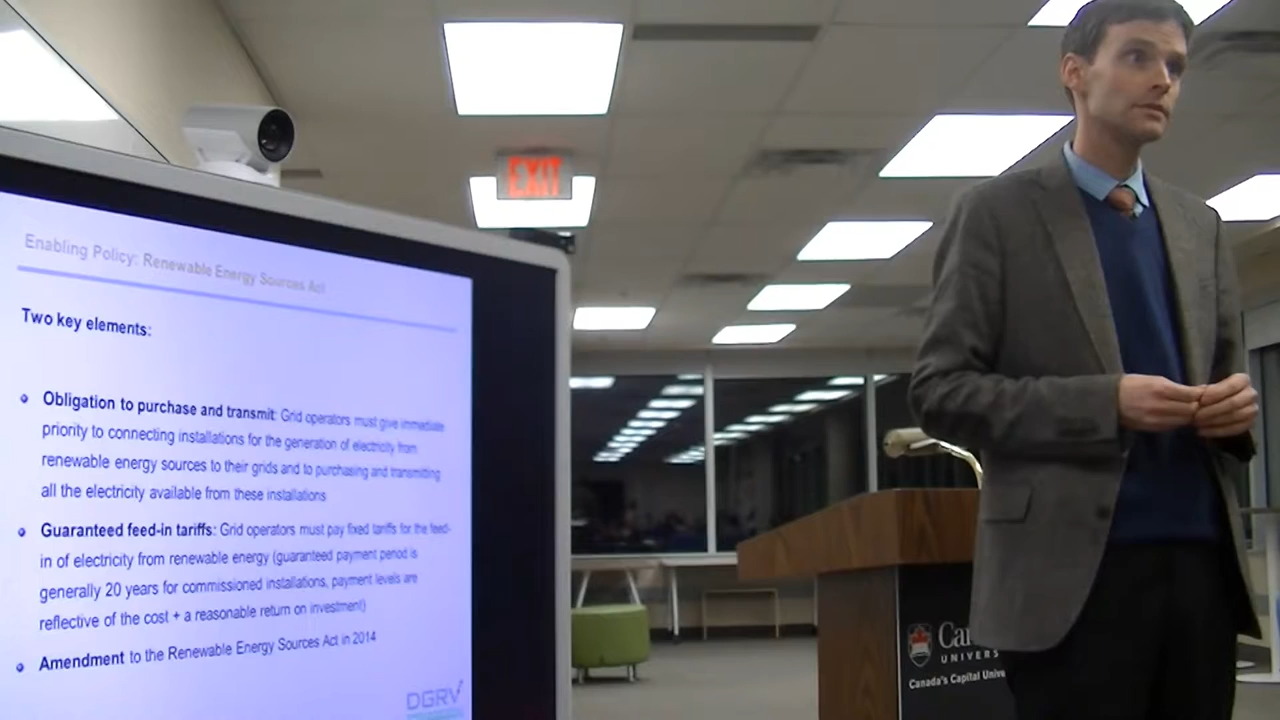 EXIT
Enabling Policy: Renewable Energy Sources Act
Two key elements:
Obligation to purchase and transmit: Grid operators must give immediate
priority to connecting installations for the generation of electricity from
renewable energy sources to their grids and to purchasing and transmitting
all the electricity available from these installations
Guaranteed feed-in tariffs: Grid operators must pay fixed tariffs for the feed-
in of electricity from renewable energy (guaranteed payment period is
generally 20 years for commissioned installations, payment levels are
reflective of the cost + a reasonable return on investment)
Amendment to the Renewable Energy Sources Act in 2014
DGRV
Ca
UNIVERS
Canada's Capital Unive